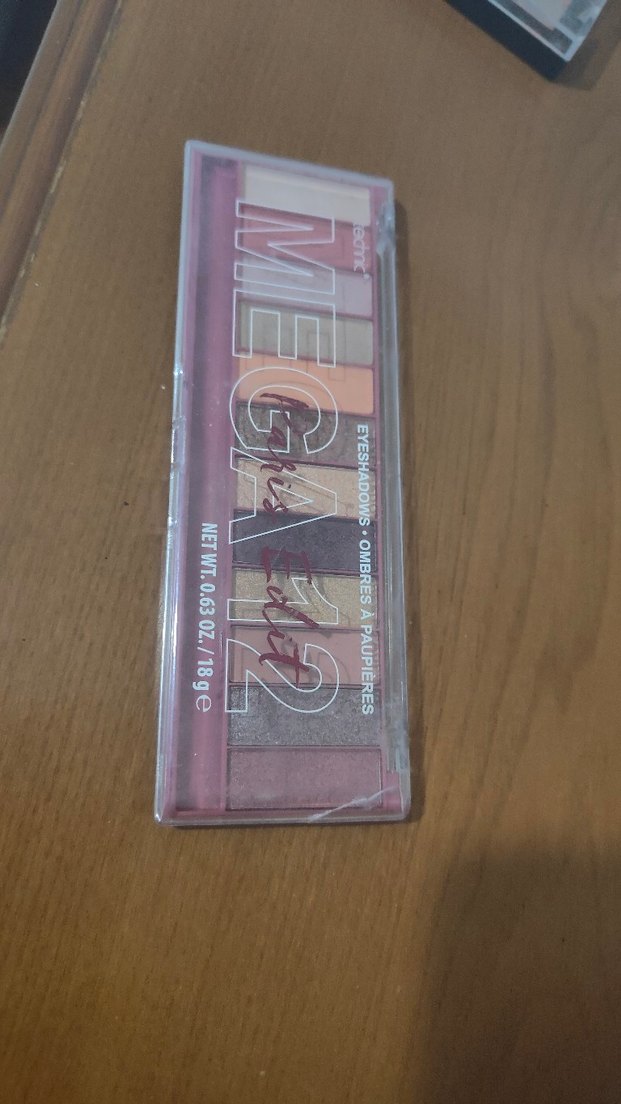 technic
MEGA 12
Paris Edit
EYESHADOWS • OMBRES À PAUPIÈRES
NET WT. 0.63 OZ. / 18 g ℮